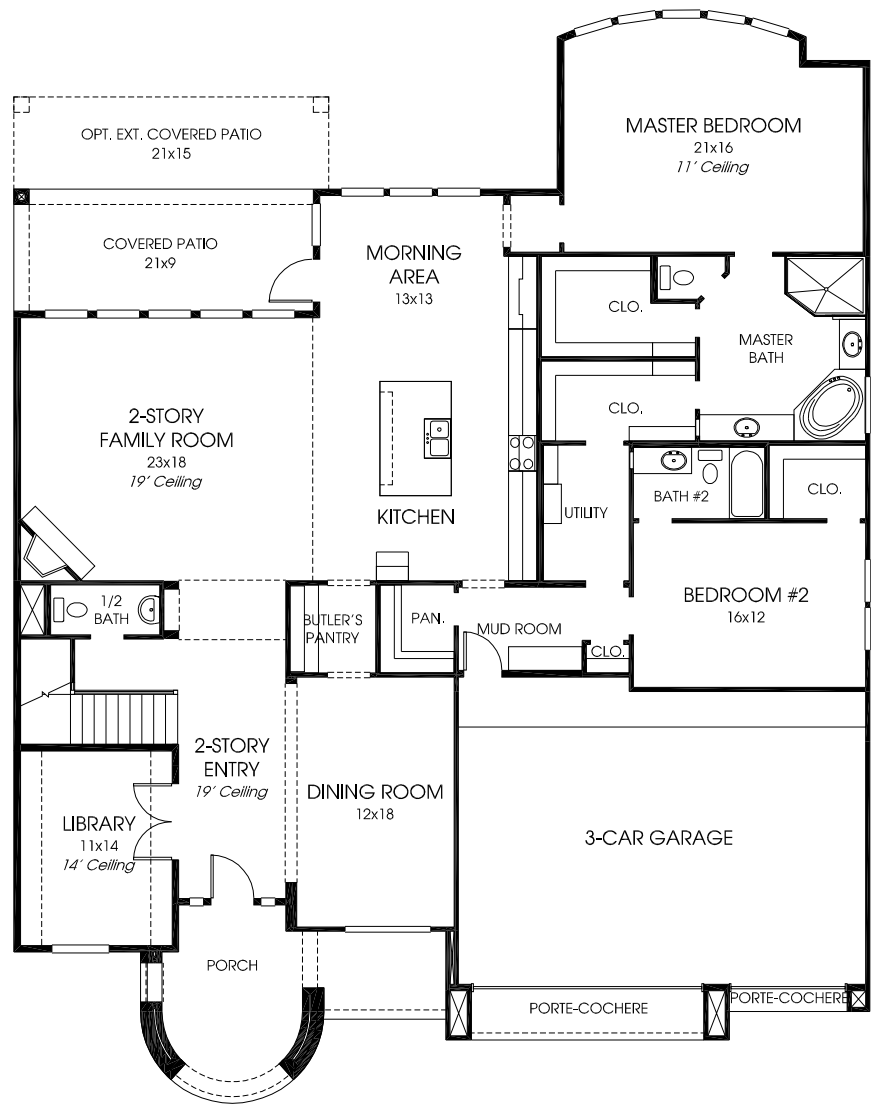 MASTER BEDROOM
21x16
11' Ceiling
OPT. EXT. COVERED PATIO
21x15
COVERED PATIO
21x9
MORNING
AREA
13x13
CLO.
MASTER
BATH
2-STORY
FAMILY ROOM
23x18
19' Ceiling
CLO.
KITCHEN
UTILITY
BATH #2
CLO.
BEDROOM #2
16x12
1/2
BATH
BUTLER'S
PANTRY
PAN.
MUD ROOM
CLO.
2-STORY
ENTRY
19' Ceiling
DINING ROOM
12x18
LIBRARY
11x14
14' Ceiling
3-CAR GARAGE
PORCH
PORTE-COCHERE
PORTE-COCHERE